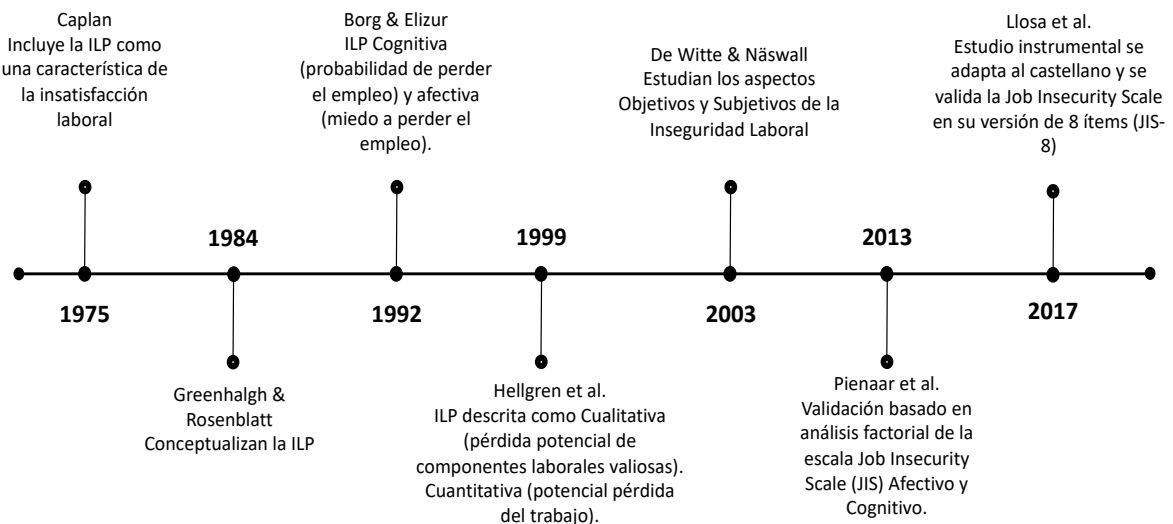 Caplan
Incluye la ILP como
una característica de
la insatisfacción
laboral
Borg & Elizur
ILP Cognitiva
(probabilidad de perder
el empleo) y afectiva
(miedo a perder el
empleo).
De Witte & Näswall
Estudian los aspectos
Objetivos y Subjetivos de la
Inseguridad Laboral
Llosa et al.
Estudio instrumental se
adapta al castellano y se
valida la Job Insecurity Scale
en su versión de 8 ítems (JIS-
8)
1984
1999
2013
1975
1992
2003
2017
Greenhalgh &
Rosenblatt
Conceptualizan la ILP
Hellgren et al.
ILP descrita como Cualitativa
(pérdida potencial de
componentes laborales valiosas).
Cuantitativa (potencial pérdida
del trabajo).
Pienaar et al.
Validación basado en
análisis factorial de la
escala Job Insecurity
Scale (JIS) Afectivo y
Cognitivo.